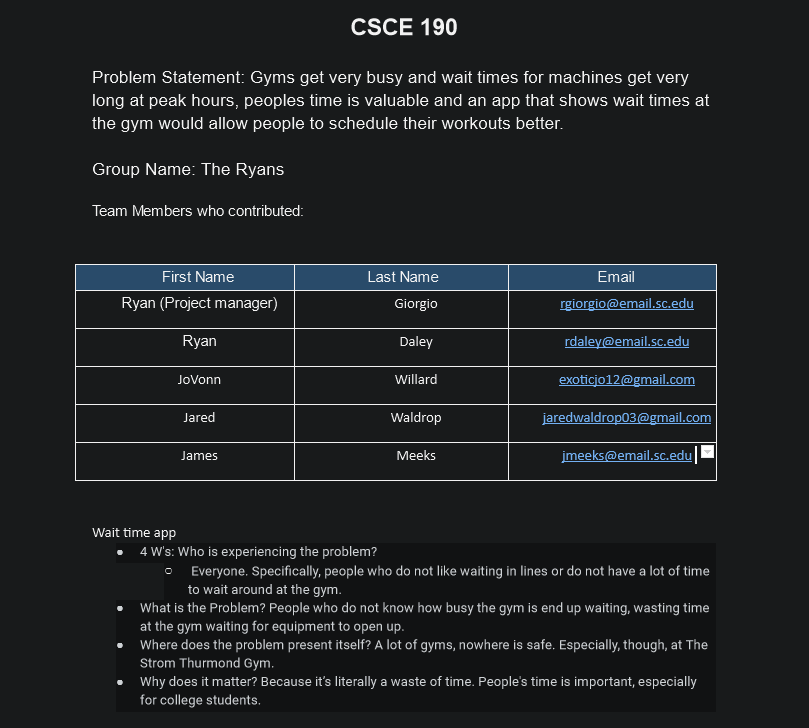 CSCE 190
Problem Statement: Gyms get very busy and wait times for machines get very
long at peak hours, peoples time is valuable and an app that shows wait times at
the gym would allow people to schedule their workouts better.
Group Name: The Ryans
Team Members who contributed:
First Name Last Name Email
Ryan (Project manager) Giorgio rgiorgio@email.sc.edu
Ryan Daley rdaley@email.sc.edu
JoVonn Willard exoticjo12@gmail.com
Jared Waldrop jaredwaldrop03@gmail.com
James Meeks jmeeks@email.sc.edu
Wait time app
• 4 W's: Who is experiencing the problem?
○ Everyone. Specifically, people who do not like waiting in lines or do not have a lot of time
to wait around at the gym.
• What is the Problem? People who do not know how busy the gym is end up waiting, wasting time
at the gym waiting for equipment to open up.
• Where does the problem present itself? A lot of gyms, nowhere is safe. Especially, though, at The
Strom Thurmond Gym.
• Why does it matter? Because it’s literally a waste of time. People's time is important, especially
for college students.